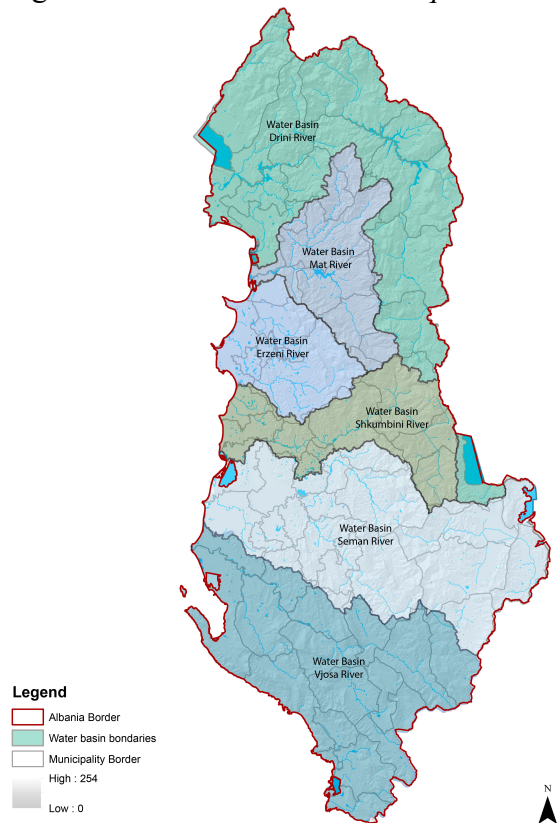 Water Basin
Drini River
Water Basin
Mat River
Water Basin
Erzeni River
Water Basin
Shkumbini River
Water Basin
Seman River
Water Basin
Vjosa River
Legend
Albania Border
Water basin bondaries
Municipality Border
High : 254
Low : 0
N